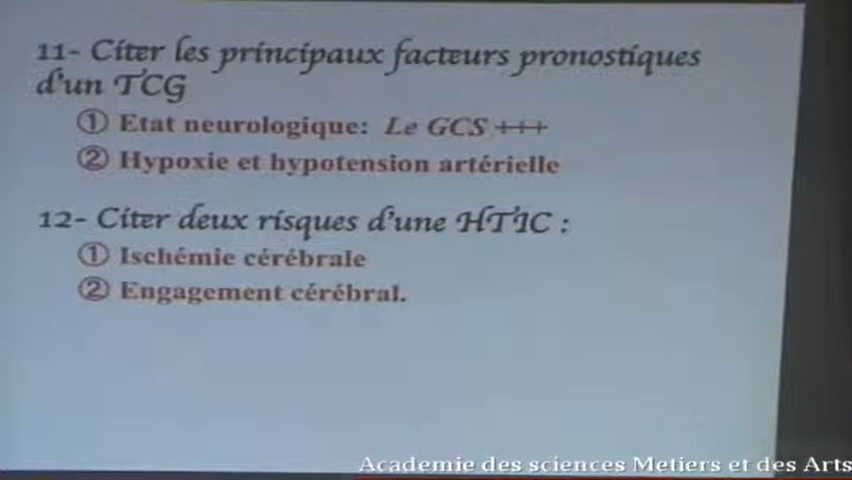 11- Citer les principaux facteurs pronostiques
d'un TCG
① Etat neurologique: Le GCS +++
② Hypoxie et hypotension artérielle
12- Citer deux risques d'une HTIC :
① Ischémie cérébrale
② Engagement cérébral.
Academie des sciences Metiers et des Arts